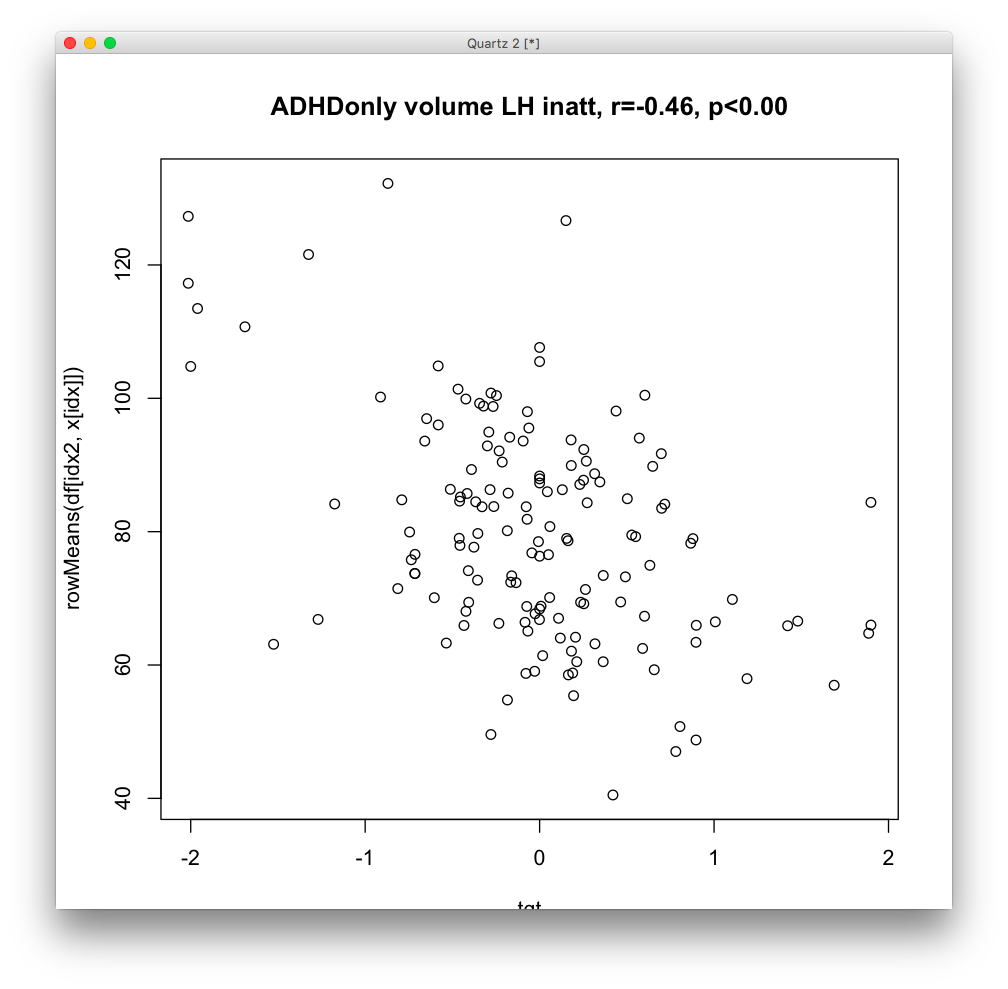 Quartz 2 [*]
ADHDonly volume LH inatt, r=-0.46, p<0.00
rowMeans(df[idx2, x[idx]])
120
100
80
60
40
-2 -1 0 1 2
tgt